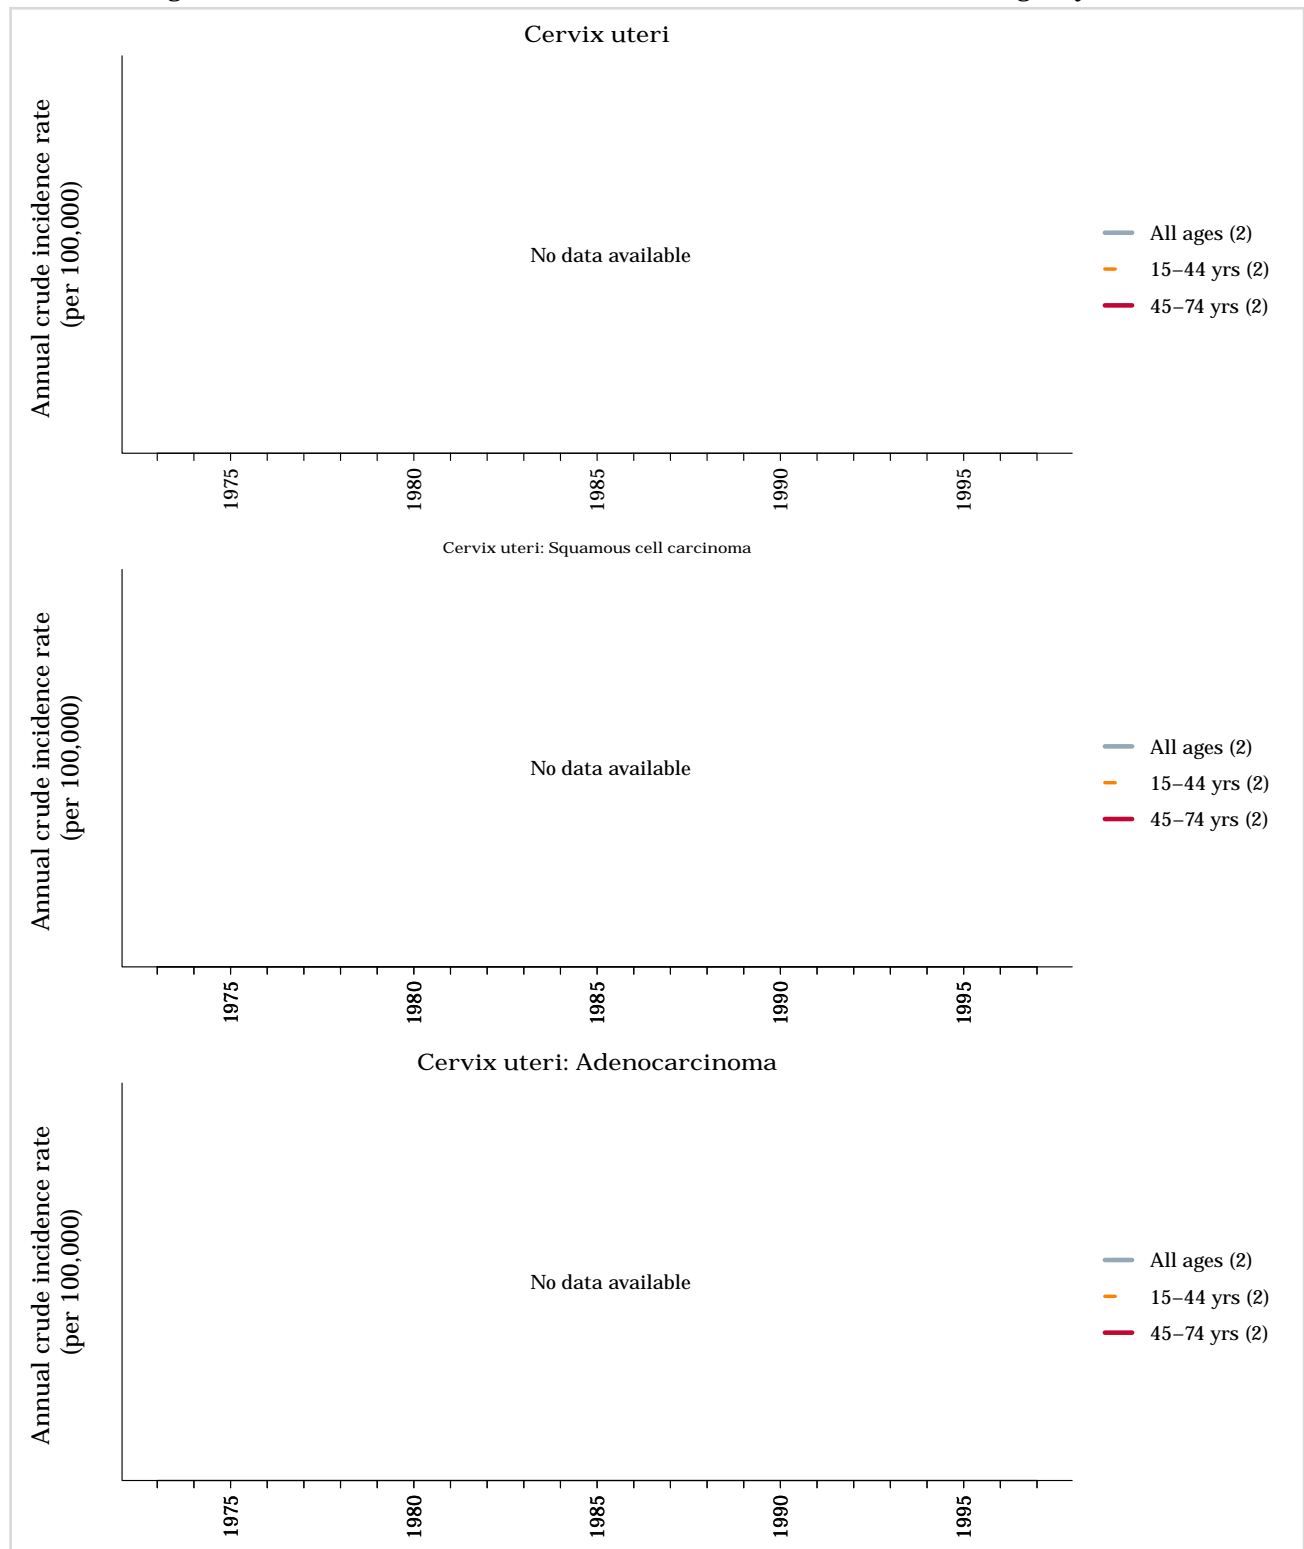 Cervix uteri
Annual crude incidence rate
(per 100,000)
No data available
All ages (2)
15–44 yrs (2)
45–74 yrs (2)
1975
1980
1985
1990
1995
Cervix uteri: Squamous cell carcinoma
Annual crude incidence rate
(per 100,000)
No data available
All ages (2)
15–44 yrs (2)
45–74 yrs (2)
1975
1980
1985
1990
1995
Cervix uteri: Adenocarcinoma
Annual crude incidence rate
(per 100,000)
No data available
All ages (2)
15–44 yrs (2)
45–74 yrs (2)
1975
1980
1985
1990
1995